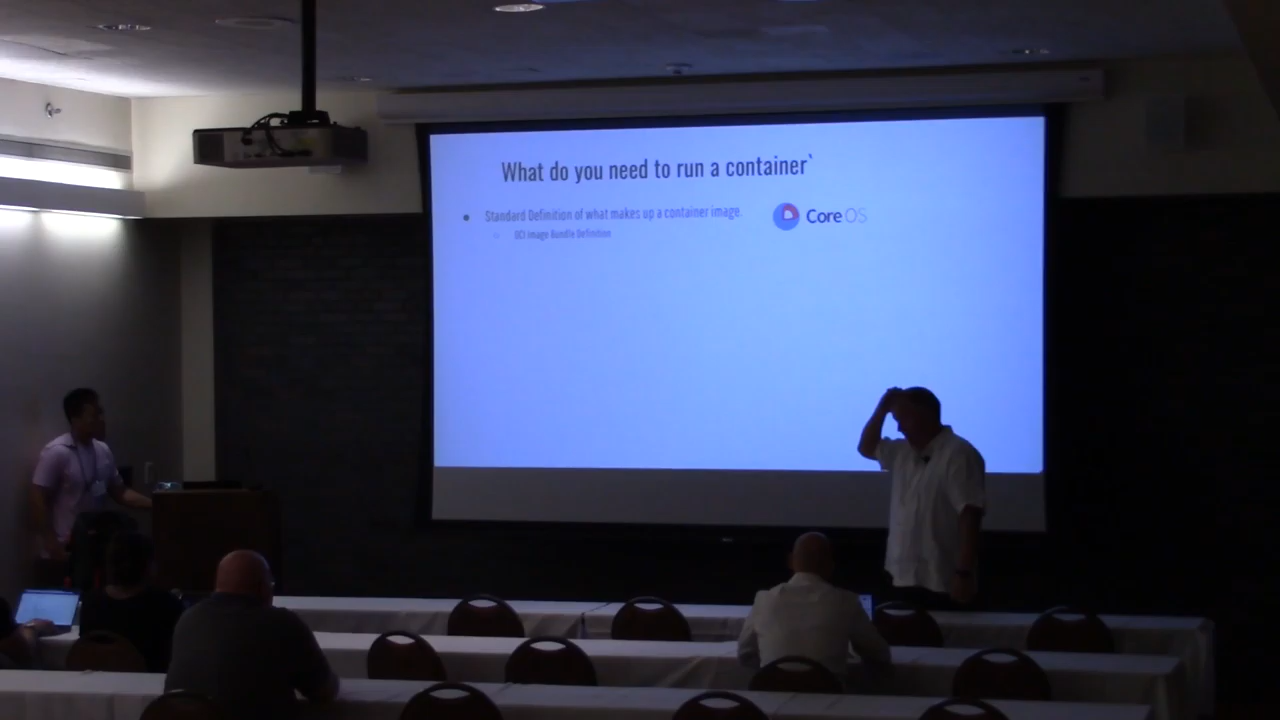 What do you need to run a container`
Standard Definition of what makes up a container image.
Core OS
OCI Image Bundle Definition